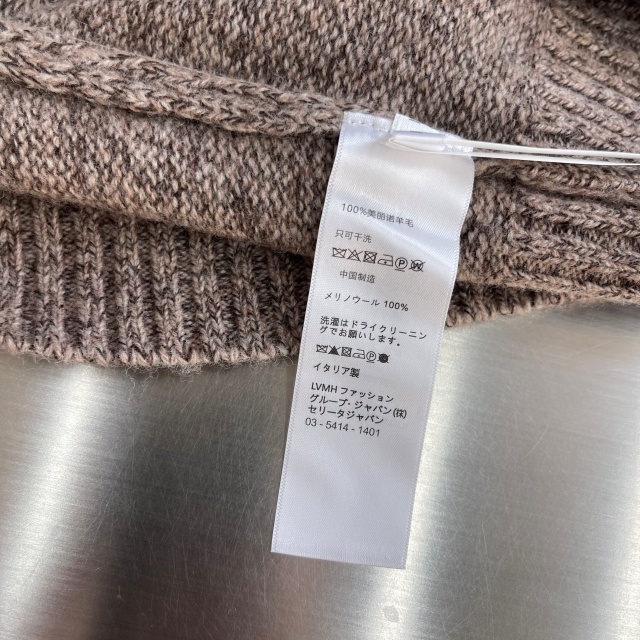 100%美丽诺羊毛
只可干洗
中国制造
メリノウール 100%
洗濯はドライクリーニン
グでお願いします。
イタリア製
LVMH ファッション
グループ・ジャパン(株)
セリーヌジャパン
03 - 5414 - 1401